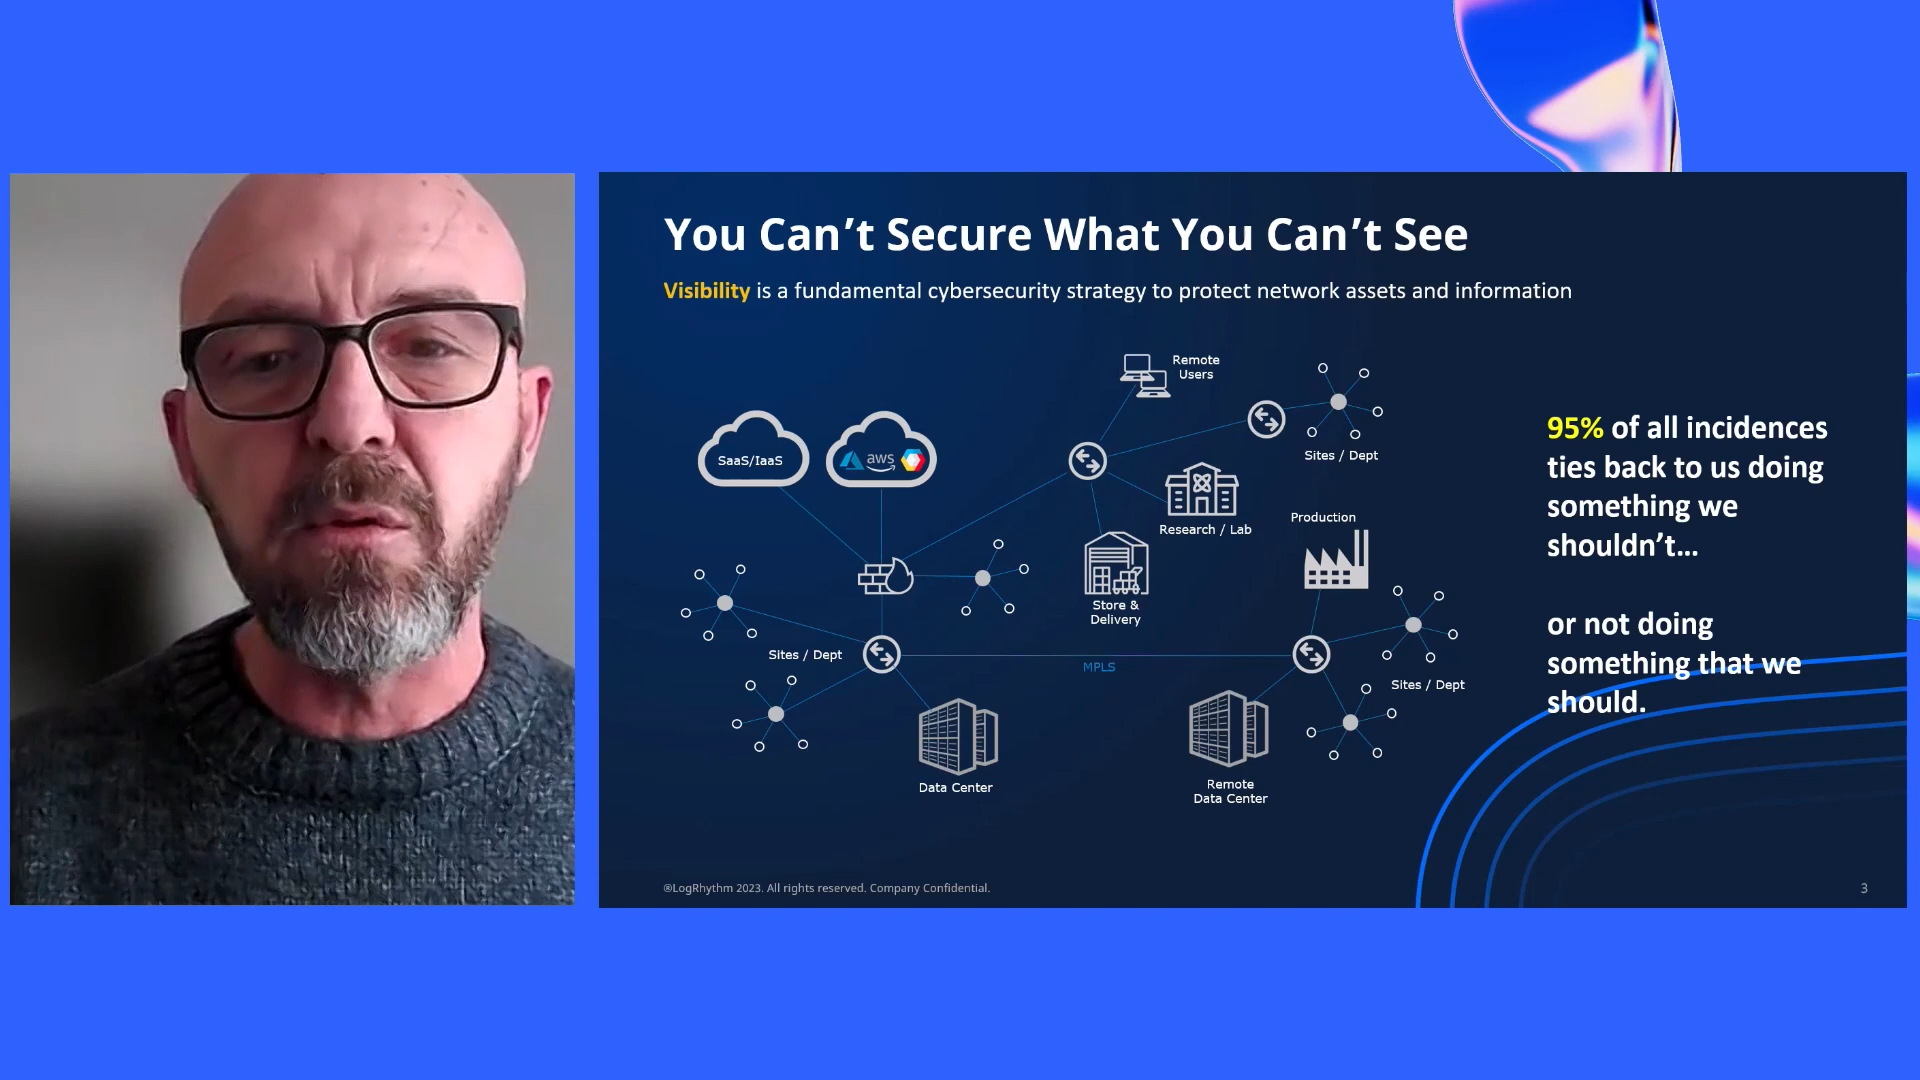 You Can't Secure What You Can't See
Visibility is a fundamental cybersecurity strategy to protect network assets and information
Remote
Users
SaaS/IaaS
aws
Sites / Dept
Research / Lab
Production
Store &
Delivery
Sites / Dept
MPLS
Sites / Dept
Data Center
Remote
Data Center
95% of all incidences
ties back to us doing
something we
shouldn't...
or not doing
something that we
should.
®LogRhythm 2023. All rights reserved. Company Confidential.
3